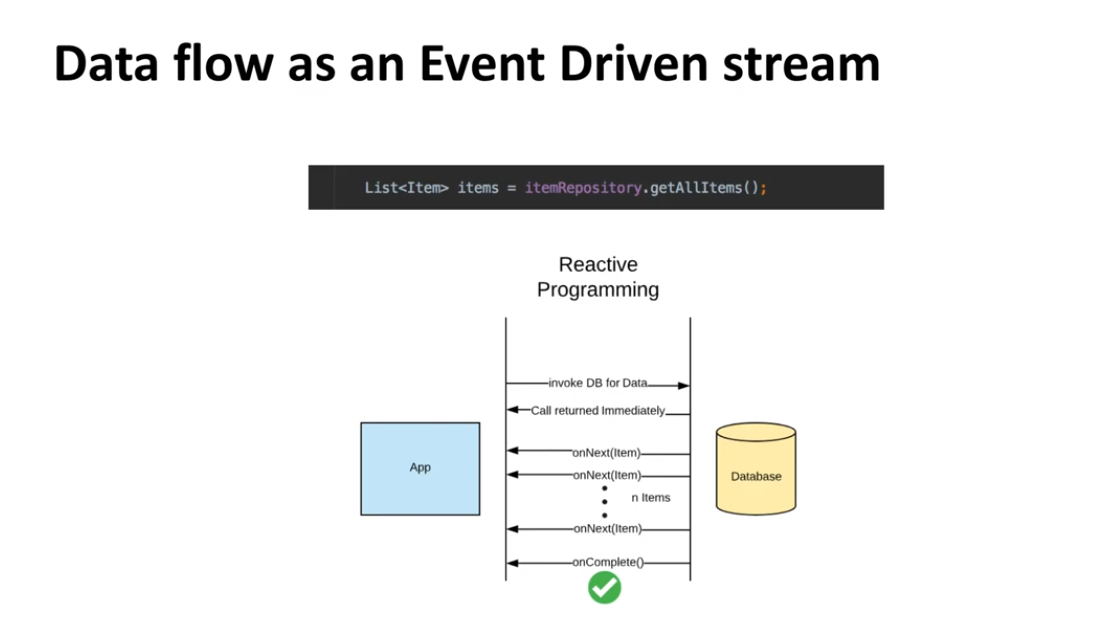 Data flow as an Event Driven stream
List<Item> items = itemRepository.getAllItems();
Reactive
Programming
invoke DB for Data
Call returned Immediately
onNext(Item)
onNext(Item)
n Items
onNext(Item)
onComplete()
App
Database